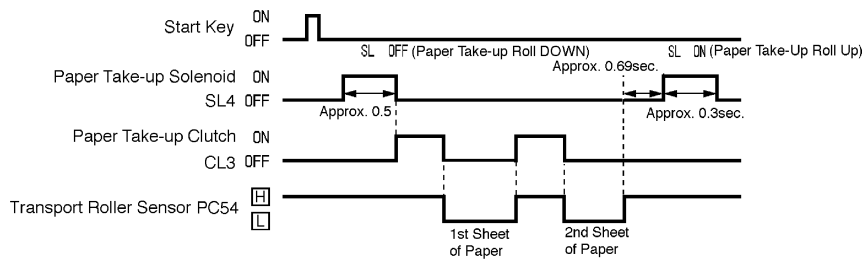 Start Key
ON
OFF
SL OFF (Paper Take-up Roll DOWN)
SL ON (Paper Take-Up Roll Up)
Approx. 0.69sec.
Paper Take-up Solenoid ON
SL4 OFF
Approx. 0.5
Approx. 0.3sec.
Paper Take-up Clutch ON
CL3 OFF
Transport Roller Sensor PC54
H
L
1st Sheet
of Paper
2nd Sheet
of Paper